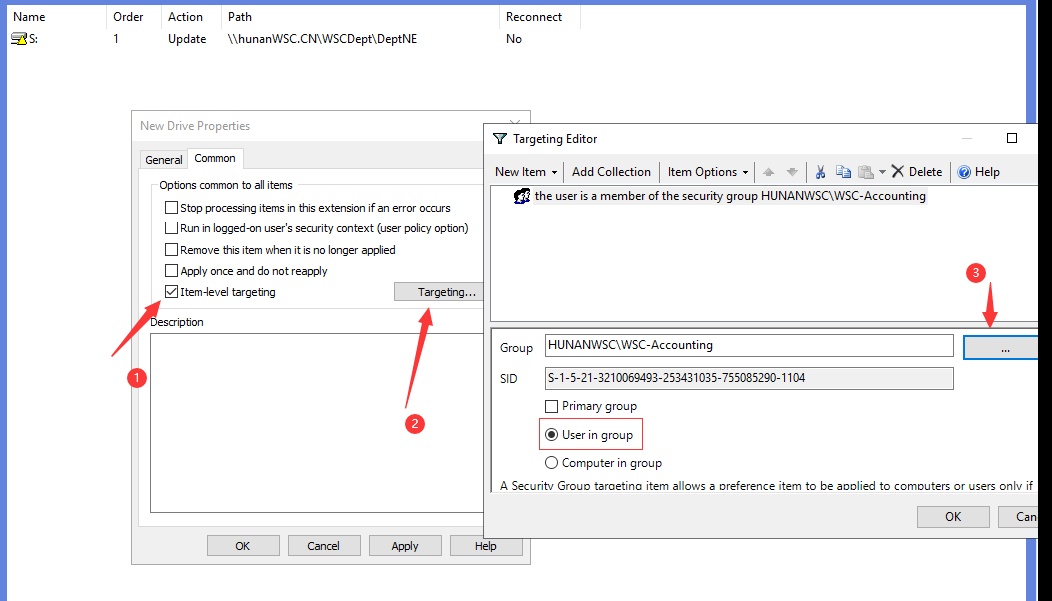 Name Order Action Path Reconnect
S: 1 Update \\hunanWSC.CN\WSCDept\DeptNE No
New Drive Properties
General Common
Options common to all items
Stop processing items in this extension if an error occurs
Run in logged-on user's security context (user policy option)
Remove this item when it is no longer applied
Apply once and do not reapply
Item-level targeting Targeting...
Description
1
2
OK Cancel Apply Help
Targeting Editor
New Item Add Collection Item Options Delete Help
the user is a member of the security group HUNANWSC\WSC-Accounting
3
Group HUNANWSC\WSC-Accounting ...
SID S-1-5-21-3210069493-253431035-755085290-1104
Primary group
User in group
Computer in group
A Security Group targeting item allows a preference item to be applied to computers or users only if
OK Can